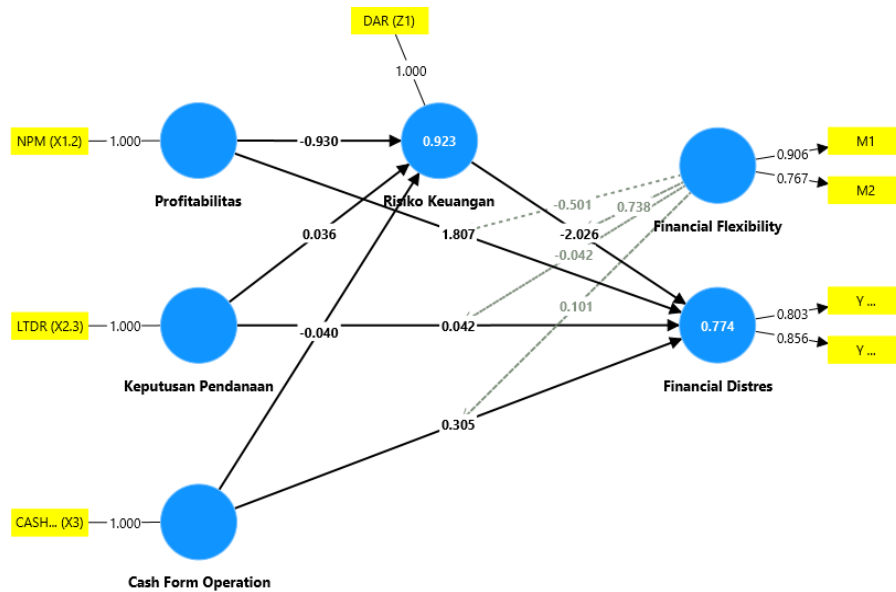 DAR (Z1)
1.000
NPM (X1.2)
1.000
-0.930
0.923
M1
0.906
0.767
M2
Profitabilitas
Risiko Keuangan
-0.501
0.738
Financial Flexibility
0.036
1.807
-2.026
-0.042
LTDR (X2.3)
1.000
-0.040
0.042
0.101
0.774
0.803
Y ...
0.856
Y ...
Keputusan Pendanaan
Financial Distres
0.305
CASH... (X3)
1.000
Cash Form Operation